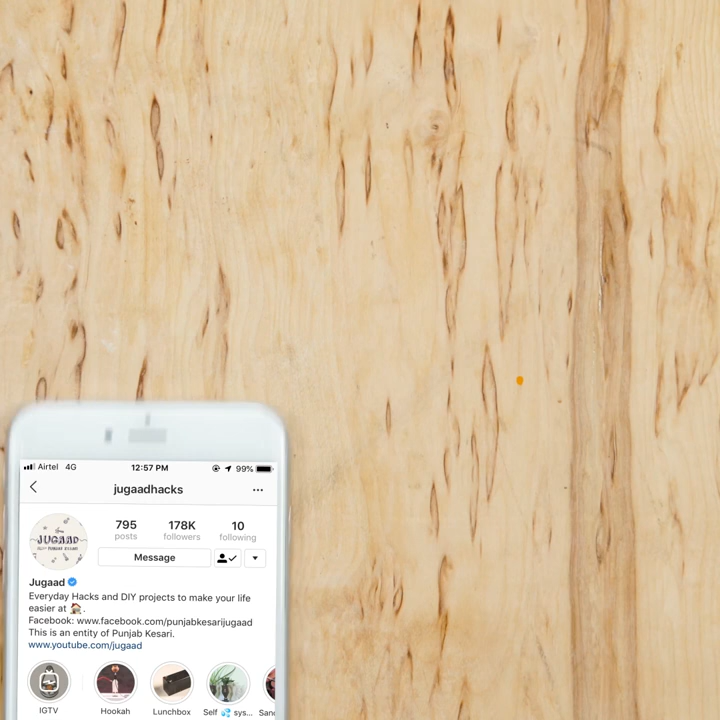 Airtel 4G 12:57 PM 99%
jugaadhacks
JUGAAD
795 178K 10
posts followers following
Message
Jugaad
Everyday Hacks and DIY projects to make your life
easier at 🏠.
Facebook: www.facebook.com/punjabkesarijugaad
This is an entity of Punjab Kesari.
www.youtube.com/jugaad
IGTV Hookah Lunchbox Self 💦 sys... Sand